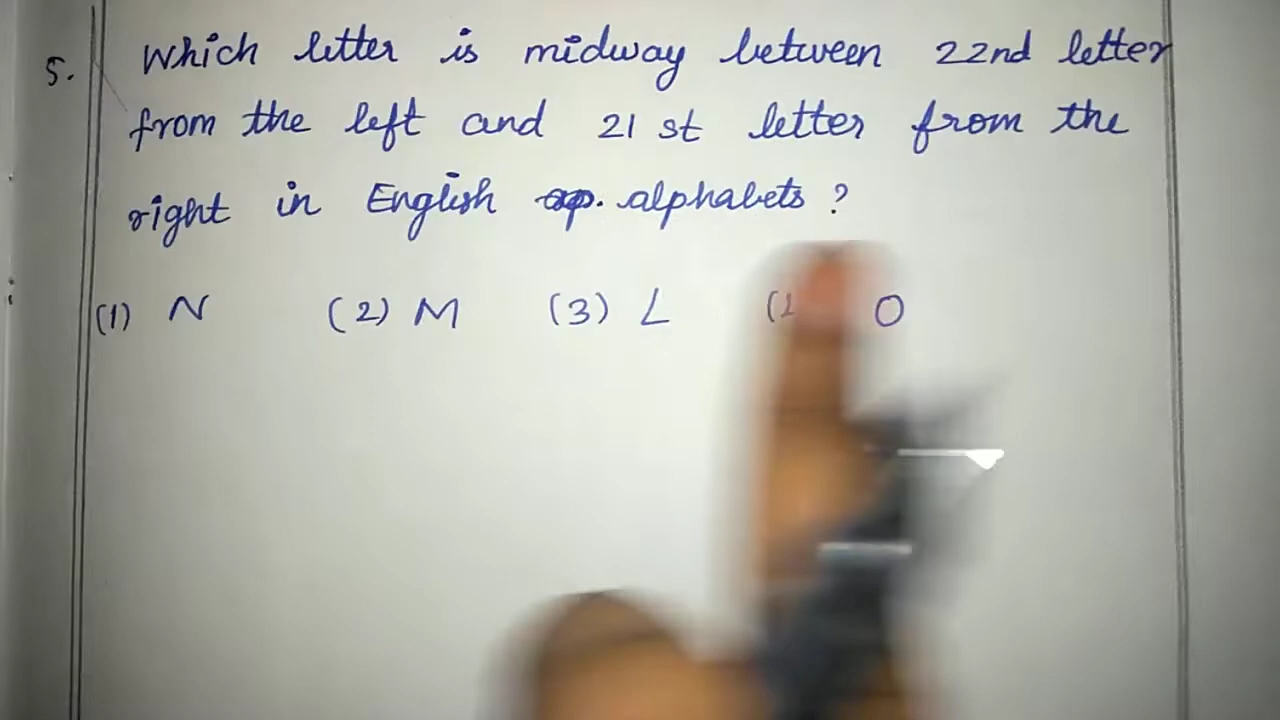 5. Which letter is midway between 22nd letter
from the left and 21 st letter from the
right in English alphabets ?
(1) N (2) M (3) L O